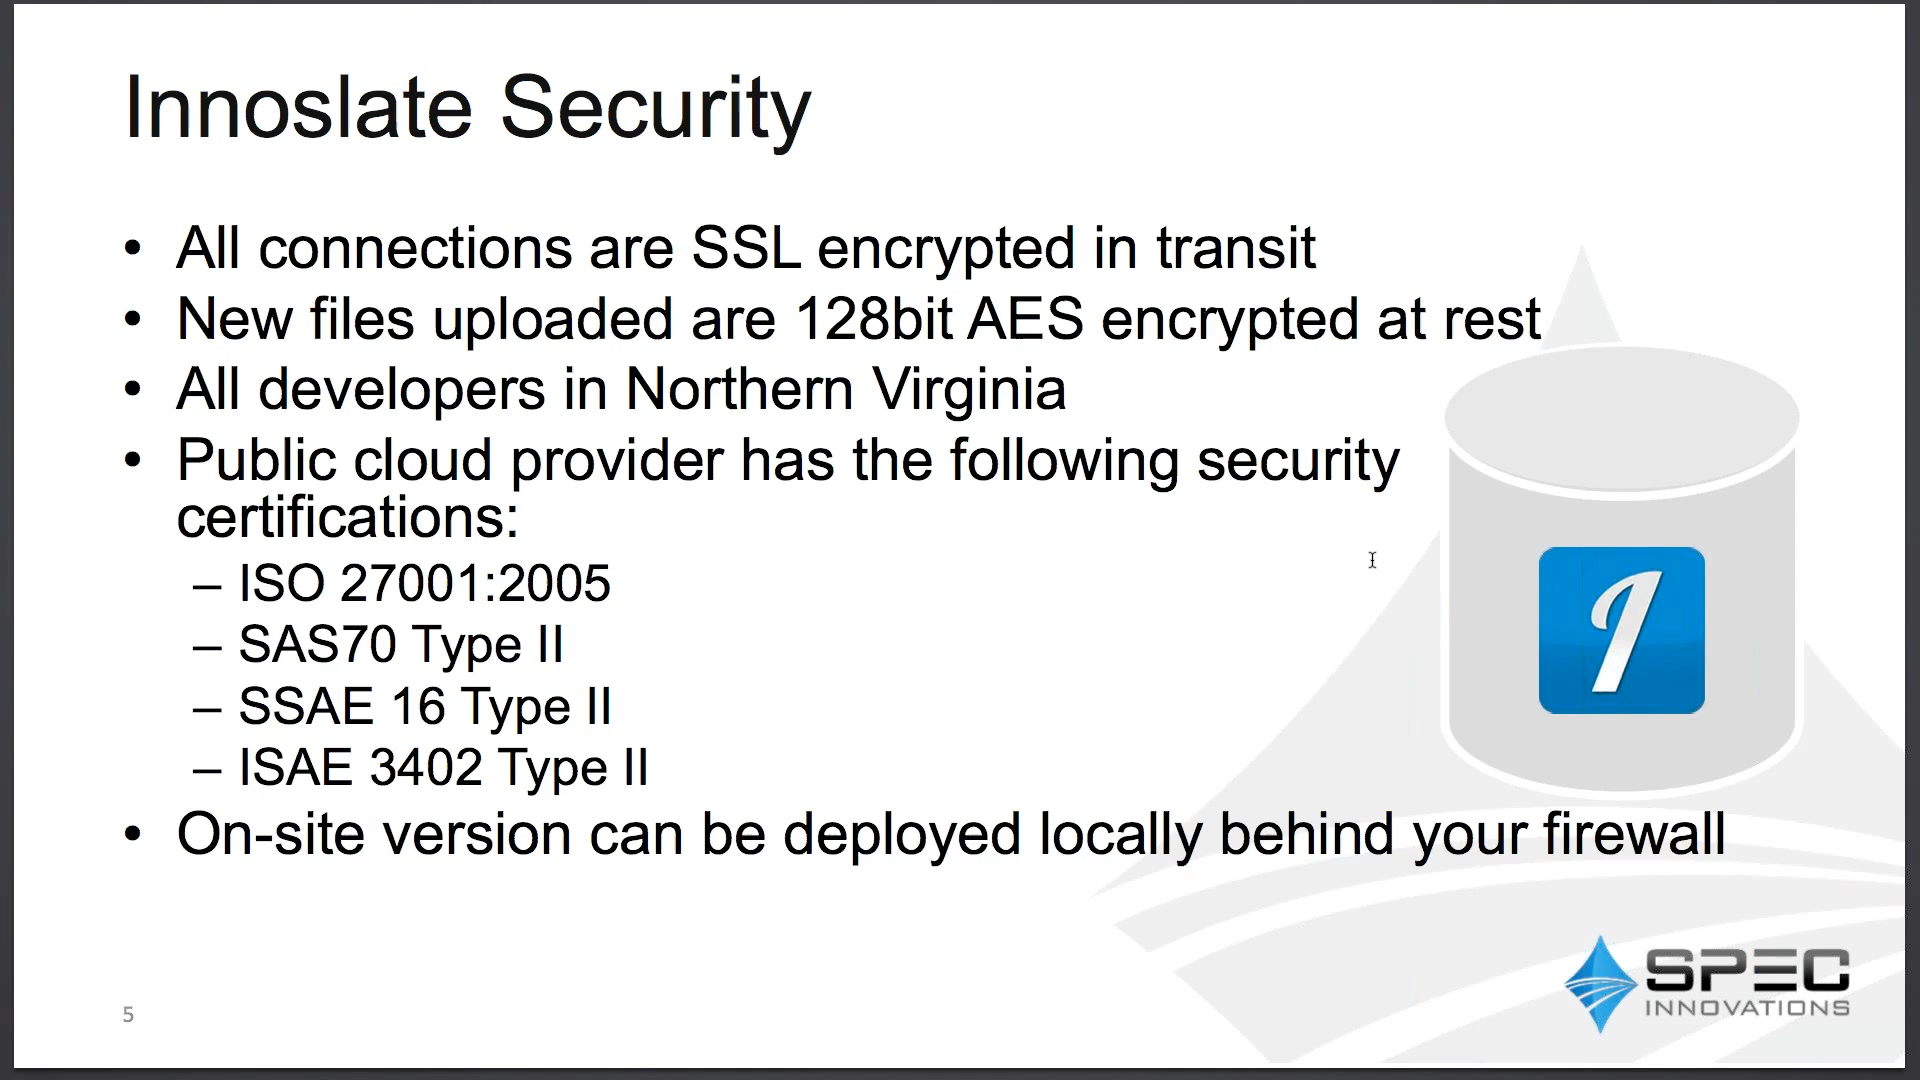 Innoslate Security
• All connections are SSL encrypted in transit
• New files uploaded are 128bit AES encrypted at rest
• All developers in Northern Virginia
• Public cloud provider has the following security
certifications:
– ISO 27001:2005
– SAS70 Type II
– SSAE 16 Type II
– ISAE 3402 Type II
• On-site version can be deployed locally behind your firewall
I
SPEC
INNOVATIONS
5